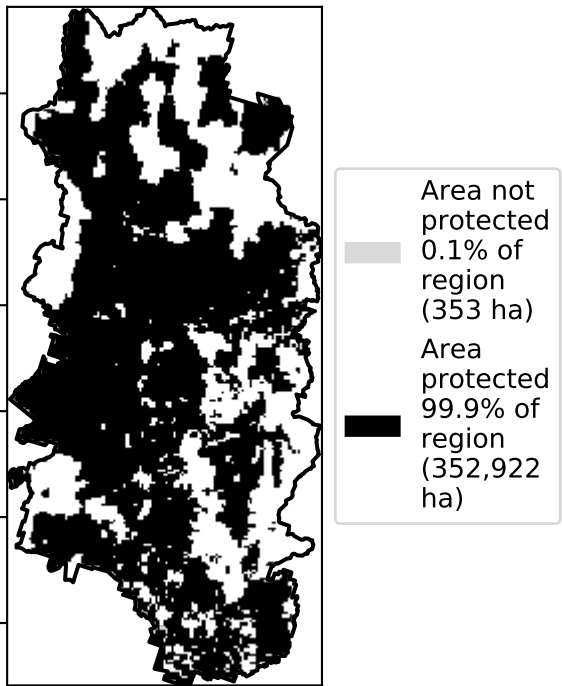 Area not
protected
0.1% of
region
(353 ha)
Area
protected
99.9% of
region
(352,922
ha)